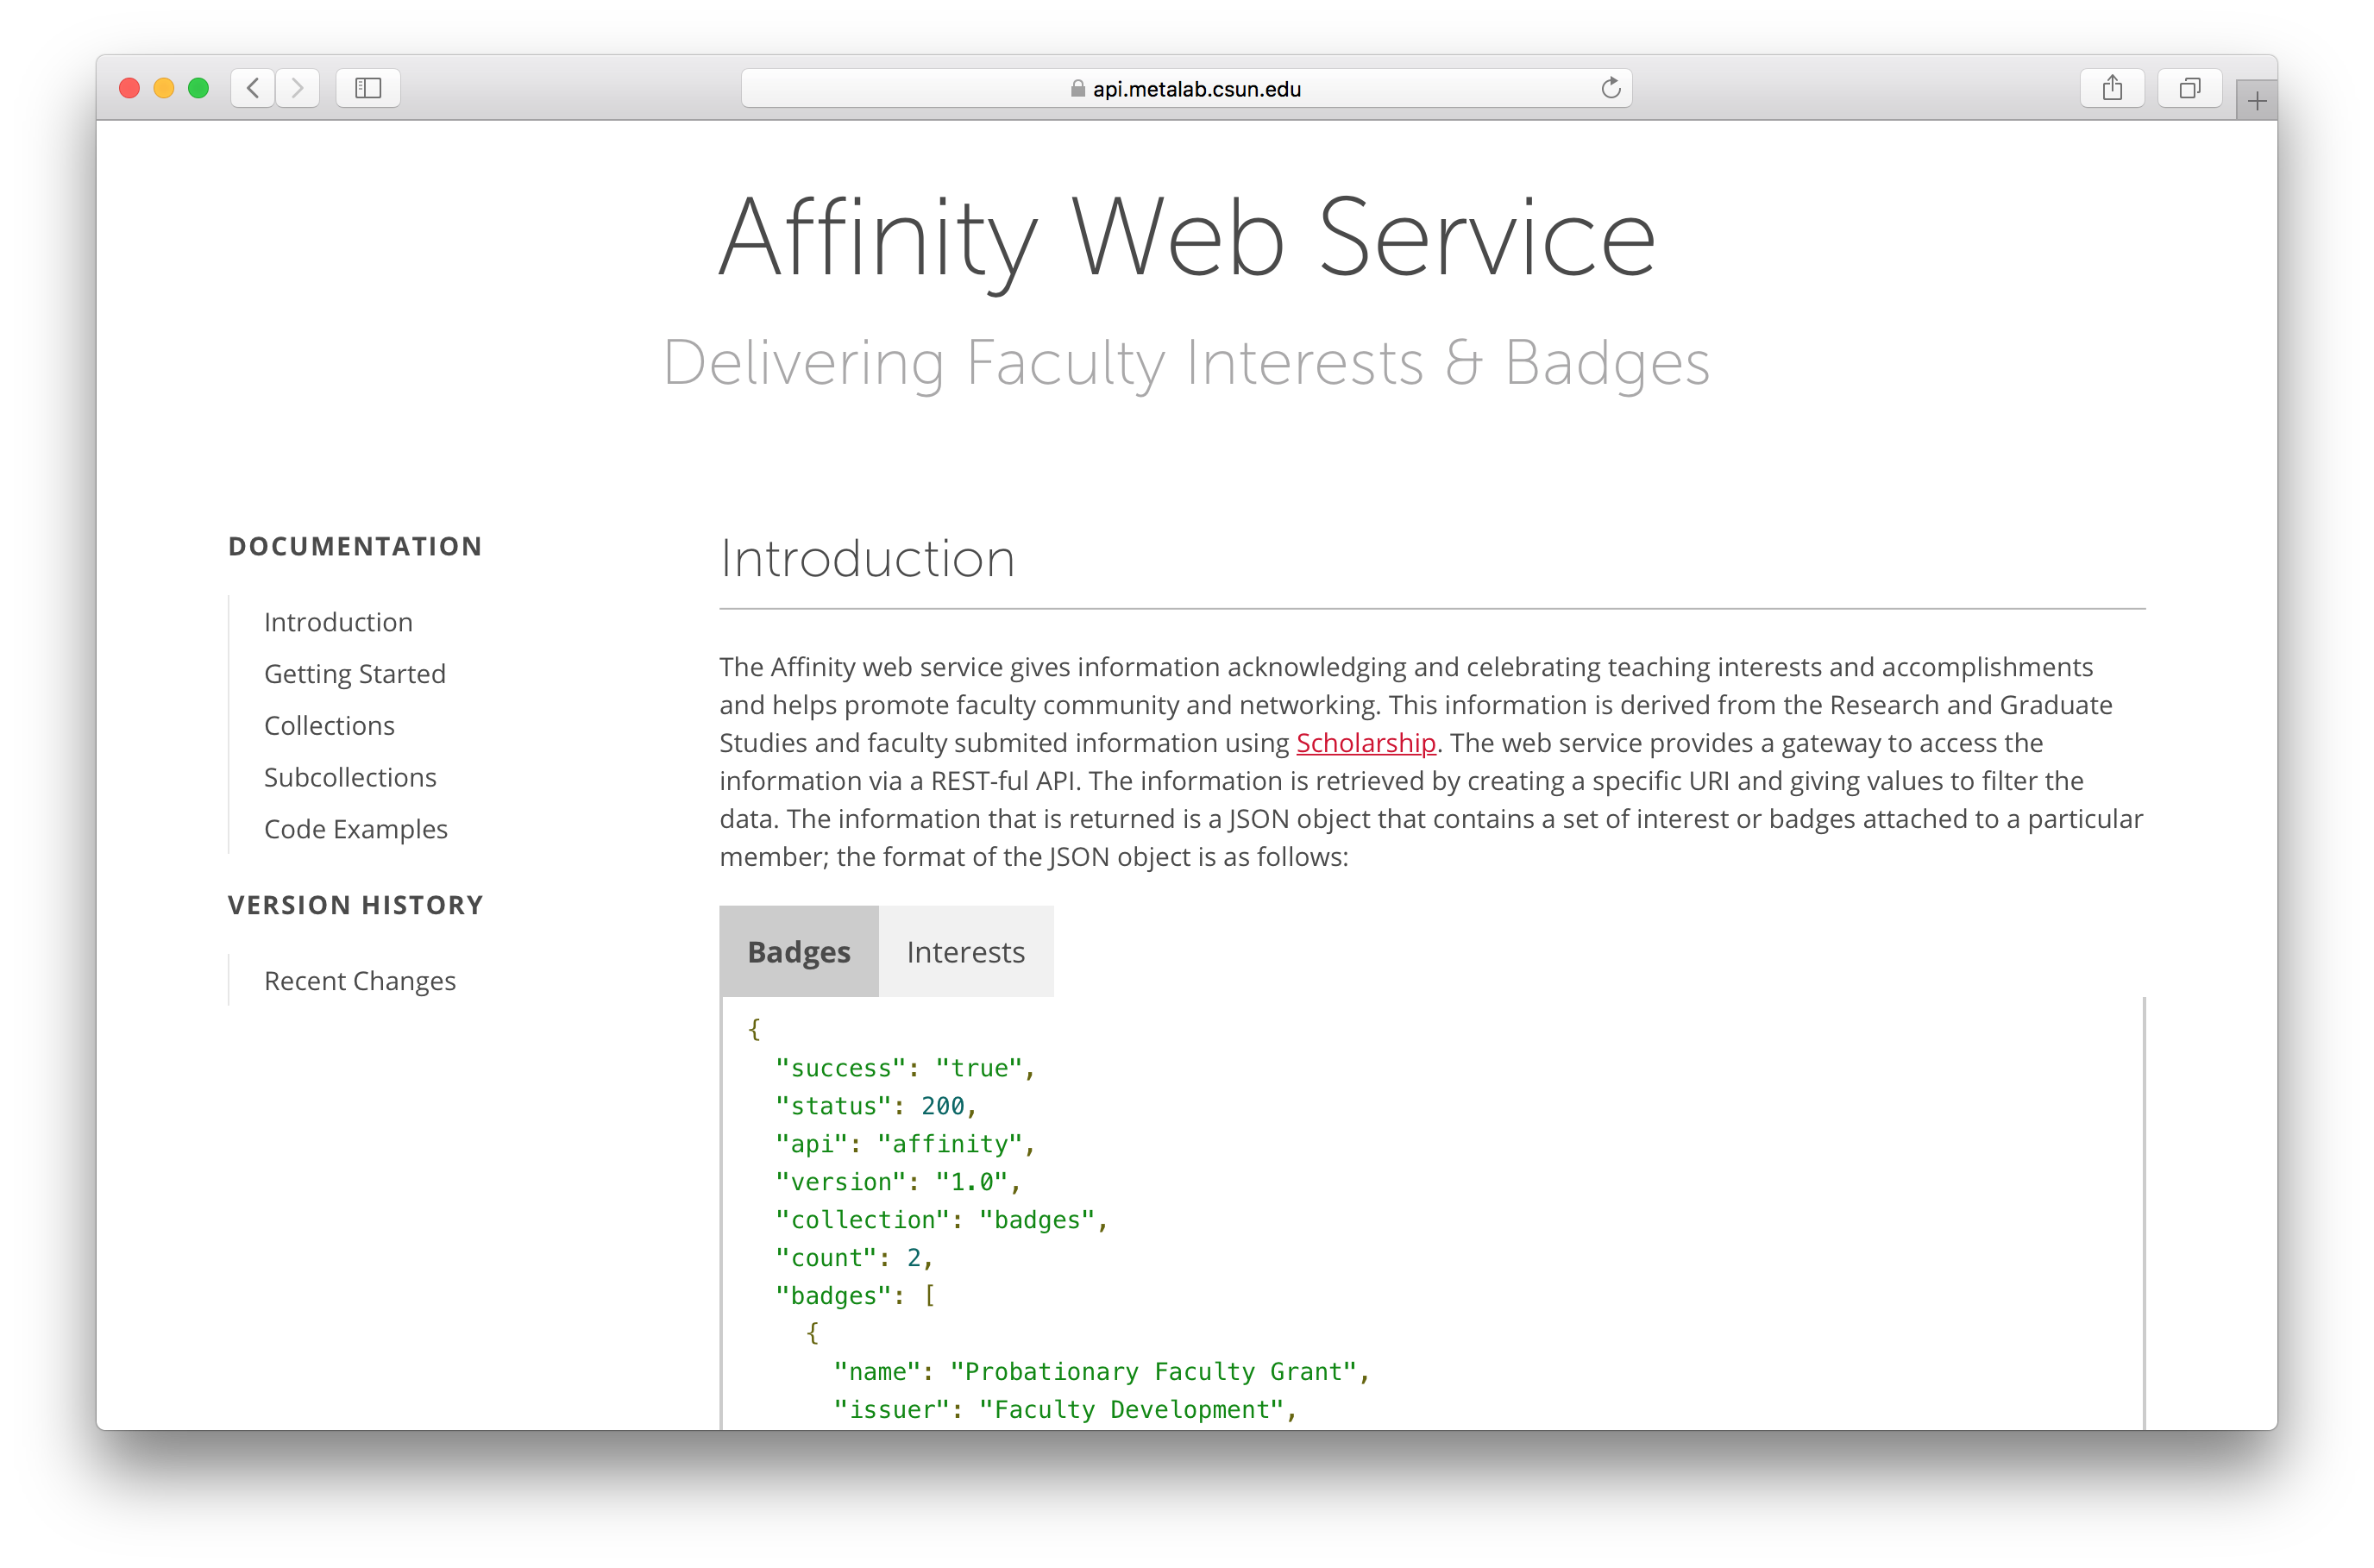 api.metalab.csun.edu
Affinity Web Service
Delivering Faculty Interests & Badges
DOCUMENTATION
Introduction
Getting Started
Collections
Subcollections
Code Examples
VERSION HISTORY
Recent Changes
Introduction
The Affinity web service gives information acknowledging and celebrating teaching interests and accomplishments
and helps promote faculty community and networking. This information is derived from the Research and Graduate
Studies and faculty submited information using Scholarship. The web service provides a gateway to access the
information via a REST-ful API. The information is retrieved by creating a specific URI and giving values to filter the
data. The information that is returned is a JSON object that contains a set of interest or badges attached to a particular
member; the format of the JSON object is as follows:
Badges Interests
{
  "success": "true",
  "status": 200,
  "api": "affinity",
  "version": "1.0",
  "collection": "badges",
  "count": 2,
  "badges": [
    {
      "name": "Probationary Faculty Grant",
      "issuer": "Faculty Development",